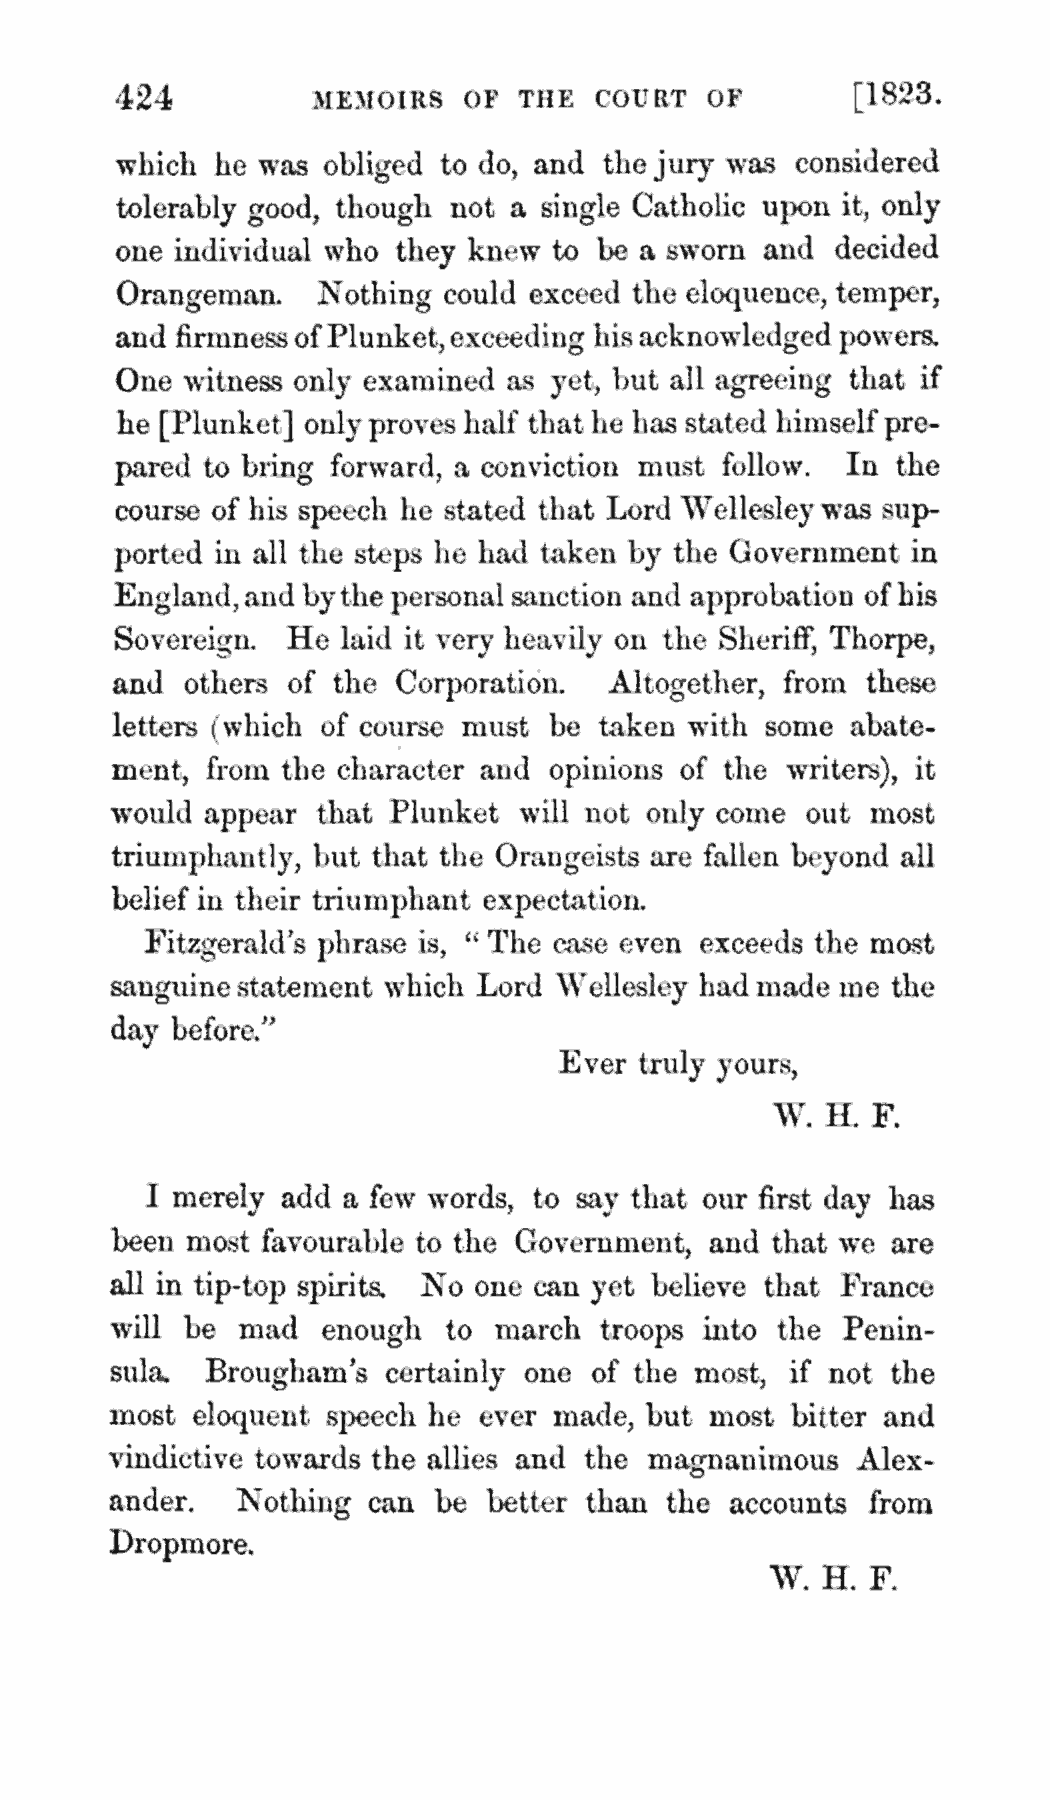 424 MEMOIRS OF THE COURT OF [1823.
which he was obliged to do, and the jury was considered
tolerably good, though not a single Catholic upon it, only
one individual who they knew to be a sworn and decided
Orangeman. Nothing could exceed the eloquence, temper,
and firmness of Plunket, exceeding his acknowledged powers.
One witness only examined as yet, but all agreeing that if
he [Plunket] only proves half that he has stated himself pre-
pared to bring forward, a conviction must follow. In the
course of his speech he stated that Lord Wellesley was sup-
ported in all the steps he had taken by the Government in
England, and by the personal sanction and approbation of his
Sovereign. He laid it very heavily on the Sheriff, Thorpe,
and others of the Corporation. Altogether, from these
letters (which of course must be taken with some abate-
ment, from the character and opinions of the writers), it
would appear that Plunket will not only come out most
triumphantly, but that the Orangeists are fallen beyond all
belief in their triumphant expectation.
Fitzgerald's phrase is, "The case even exceeds the most
sanguine statement which Lord Wellesley had made me the
day before."
Ever truly yours,
W. H. F.
I merely add a few words, to say that our first day has
been most favourable to the Government, and that we are
all in tip-top spirits. No one can yet believe that France
will be mad enough to march troops into the Penin-
sula. Brougham's certainly one of the most, if not the
most eloquent speech he ever made, but most bitter and
vindictive towards the allies and the magnanimous Alex-
ander. Nothing can be better than the accounts from
Dropmore.
W. H. F.